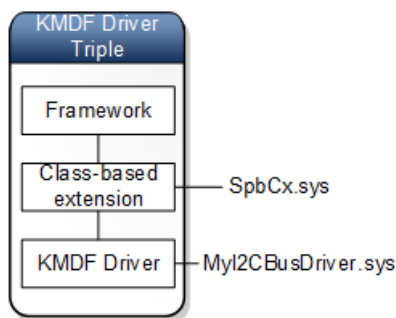 KMDF Driver
Triple
Framework
Class-based
extension
SpbCx.sys
KMDF Driver
MyI2CBusDriver.sys